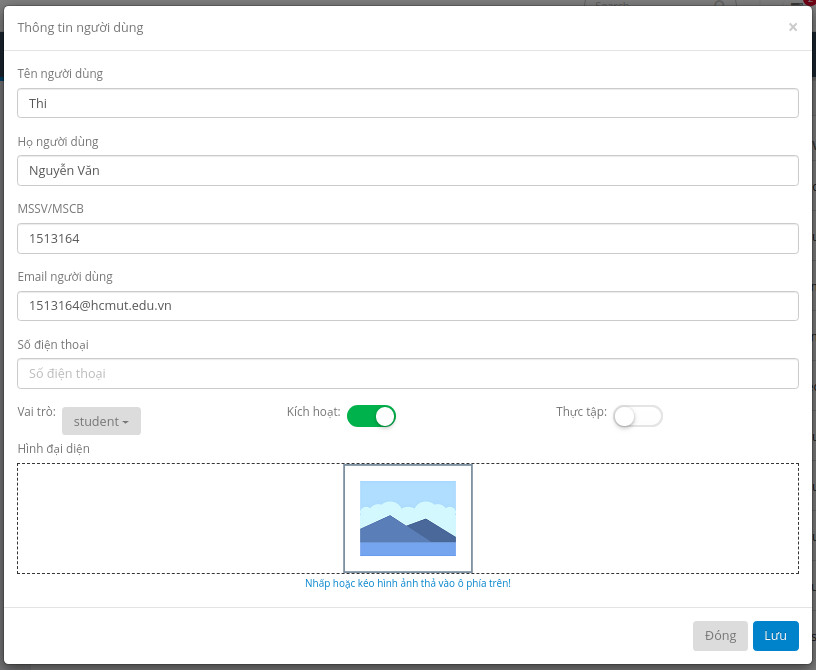 Thông tin người dùng ×
Tên người dùng
Thi
Họ người dùng
Nguyễn Văn
MSSV/MSCB
1513164
Email người dùng
1513164@hcmut.edu.vn
Số điện thoại
Số điện thoại
Vai trò: student Kích hoạt: Thực tập:
Hình đại diện
Nhấp hoặc kéo hình ảnh thả vào ô phía trên!
Đóng Lưu